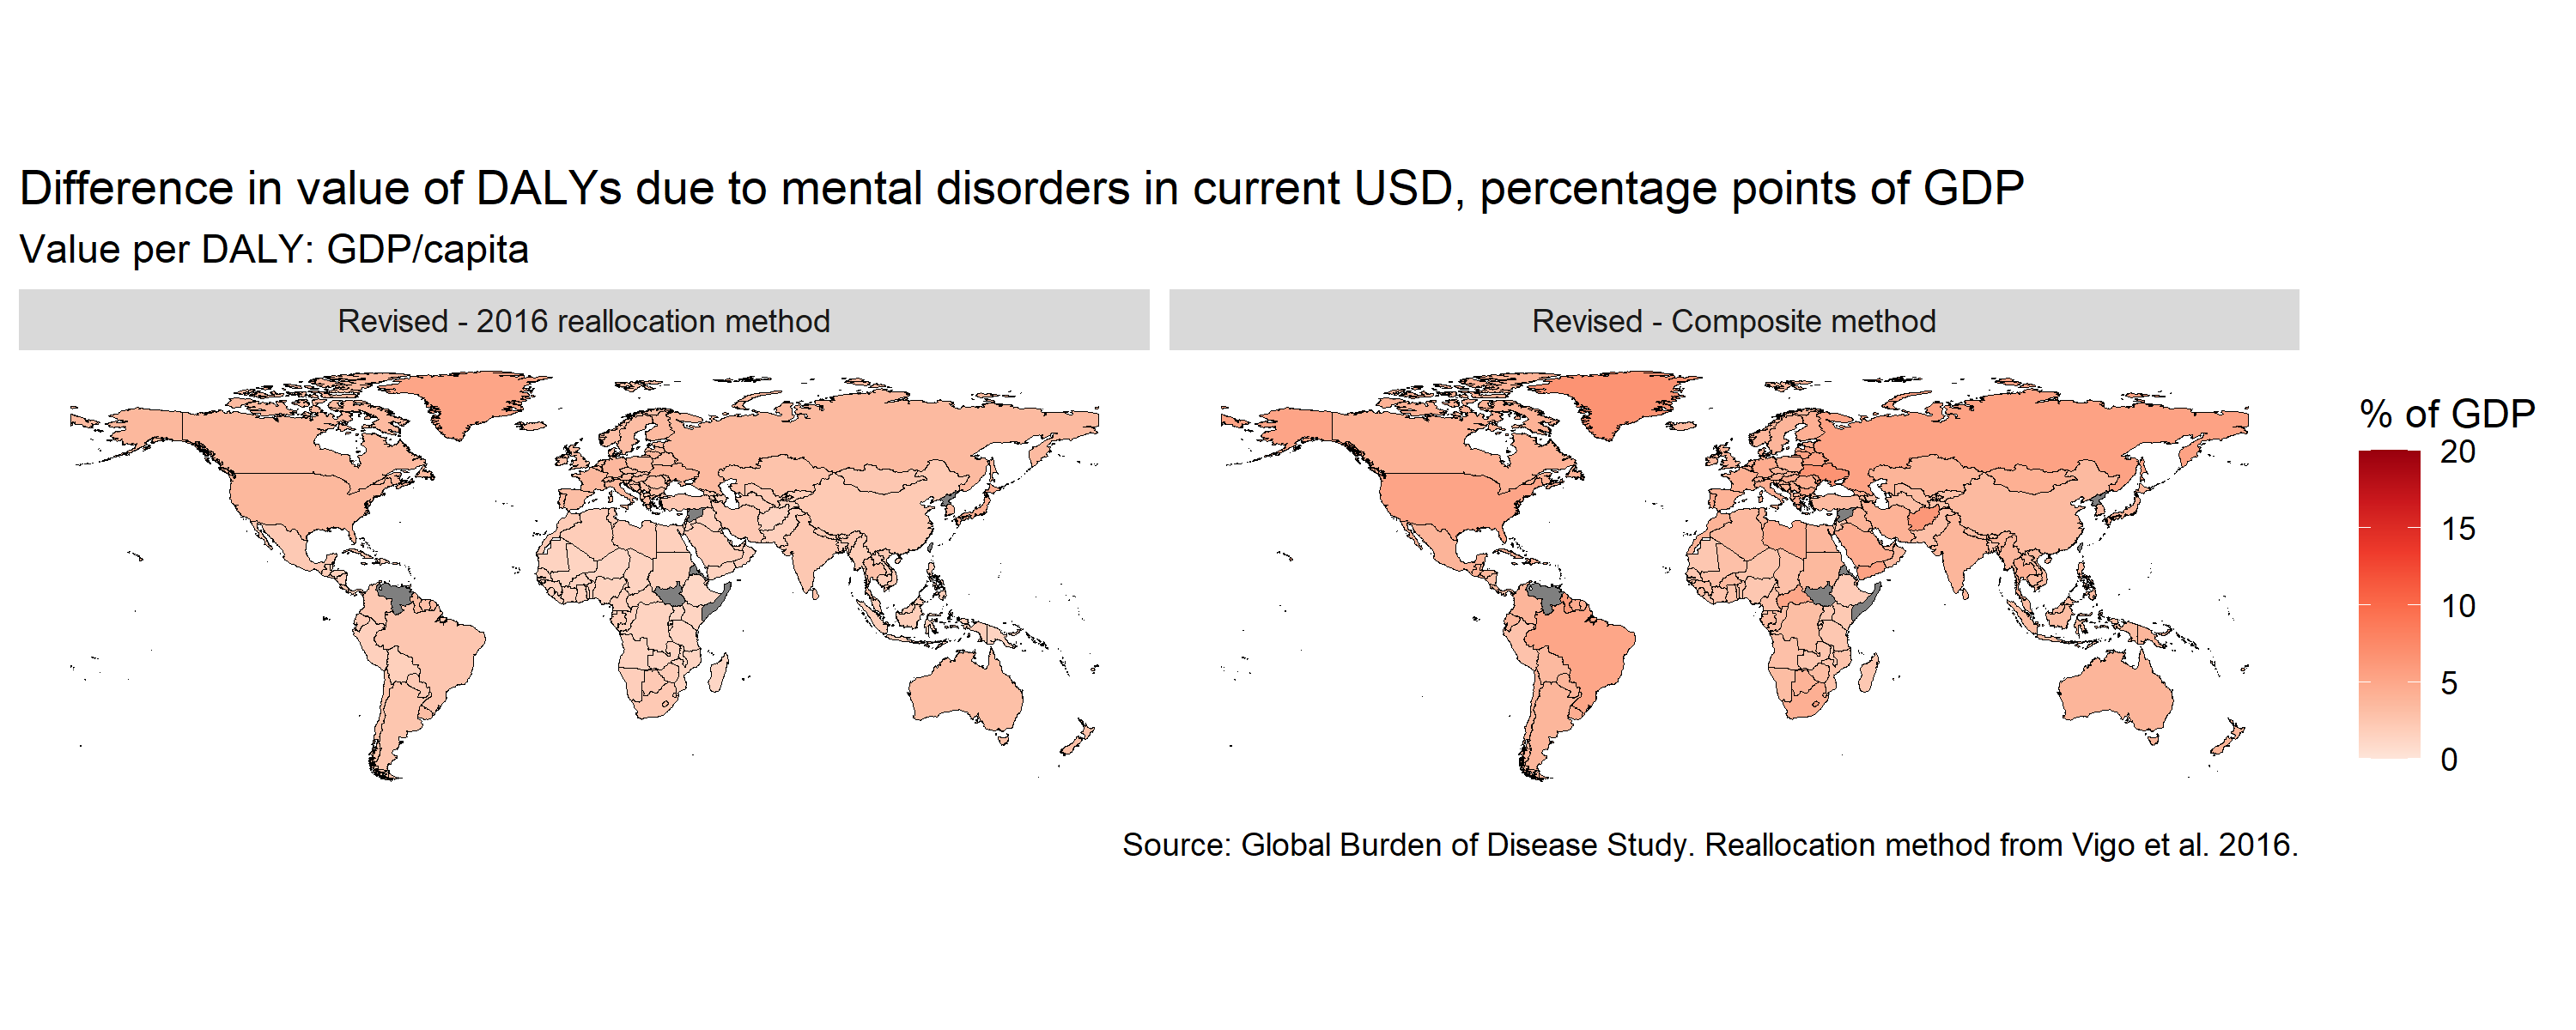 Difference in value of DALYs due to mental disorders in current USD, percentage points of GDP
Value per DALY: GDP/capita
Revised - 2016 reallocation method
Revised - Composite method
% of GDP
20
15
10
5
0
Source: Global Burden of Disease Study. Reallocation method from Vigo et al. 2016.